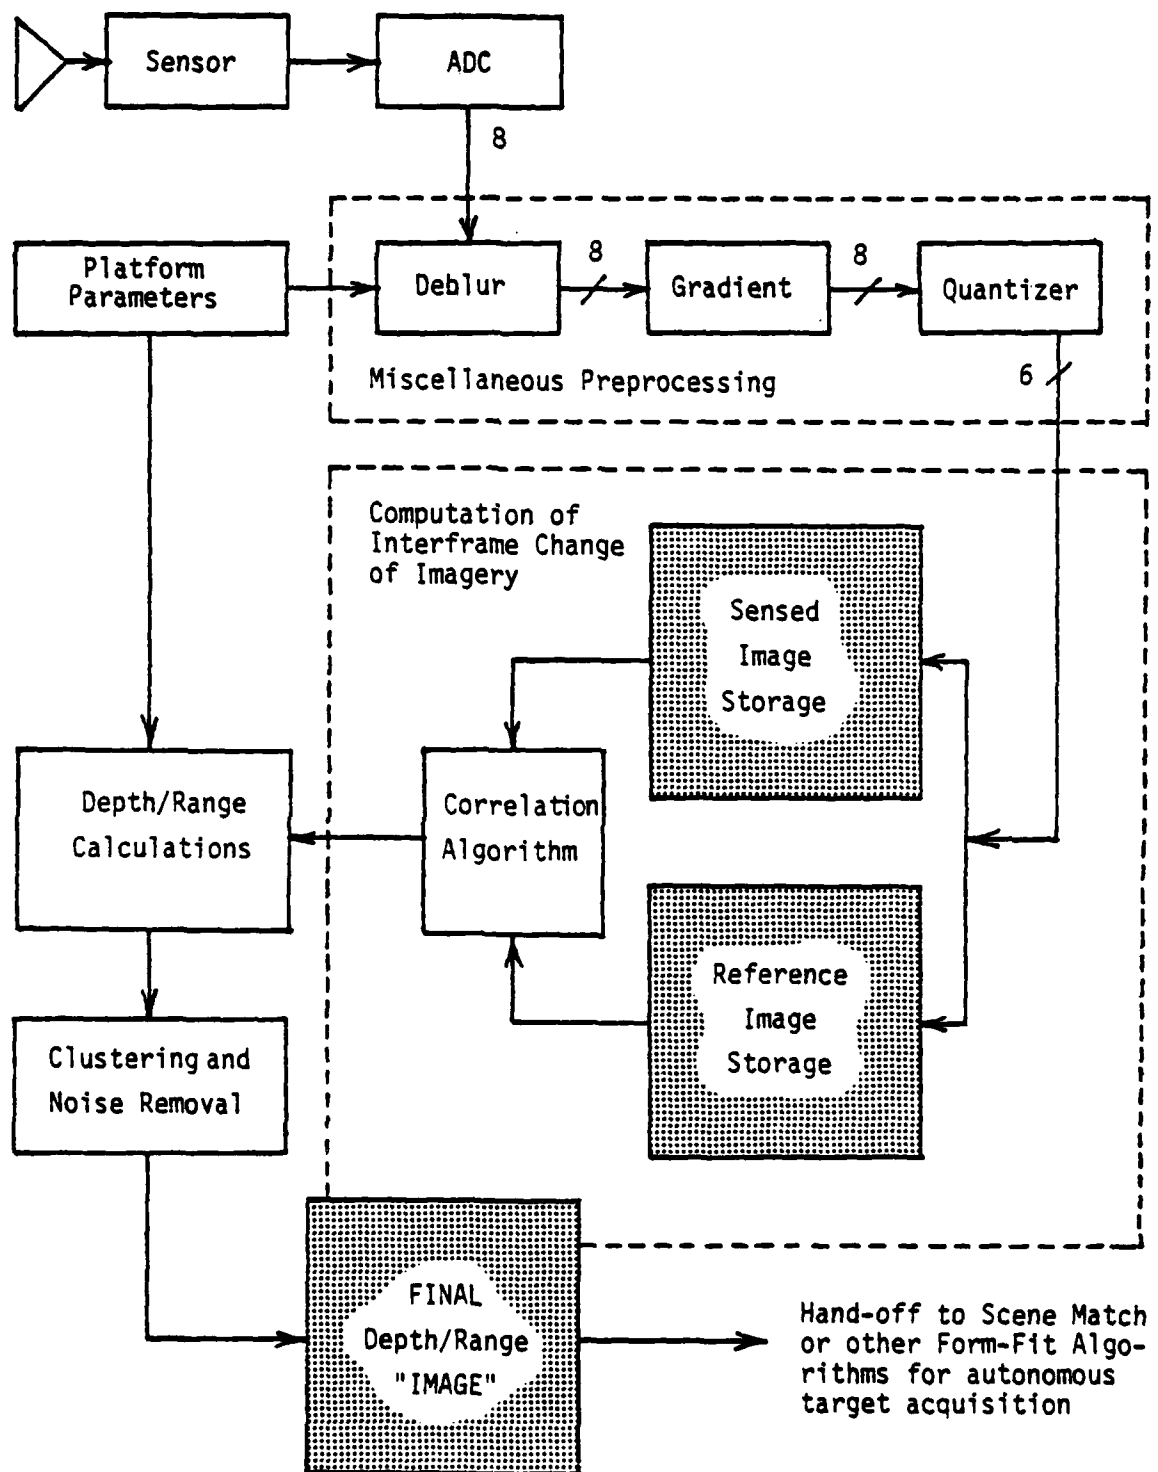 Sensor
ADC
8
Platform
Parameters
Deblur
8
Gradient
8
Quantizer
Miscellaneous Preprocessing
6
Computation of
Interframe Change
of Imagery
Sensed
Image
Storage
Depth/Range
Calculations
Correlation
Algorithm
Reference
Image
Storage
Clustering and
Noise Removal
FINAL
Depth/Range
"IMAGE"
Hand-off to Scene Match
or other Form-Fit Algo-
rithms for autonomous
target acquisition